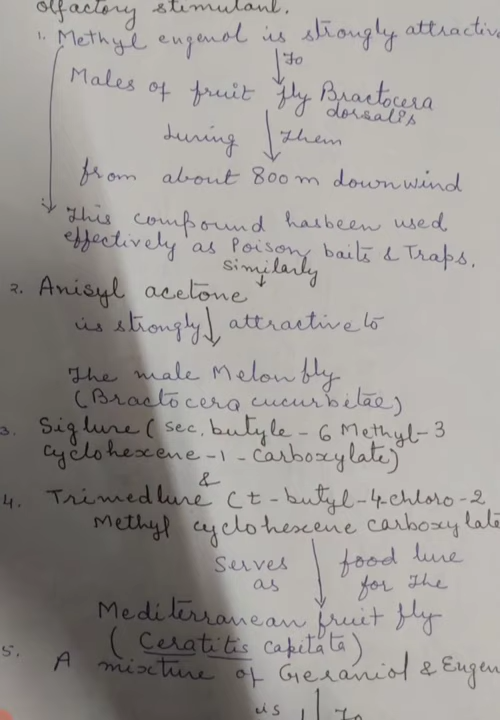 olfactory stimulant.
1. Methyl eugenol is strongly attractive
To
Males of fruit fly Bractocera
dorsalis
luring them
from about 800m downwind
This compound hasbeen used
effectively as Poison baits & Traps.
similarly
2. Anisyl acetone
is strongly attractive to
The male Melon fly
(Bractocera cucurbitae)
3. Siglure (sec. butyle - 6 Methyl-3
cyclohexene-1-carboxylate)
&
4. Trimedlure (t-butyl-4-chloro-2
Methyl cyclohexene carboxylate
Serves food lure
as for the
Mediterranean fruit fly
(Ceratitis capitata)
5. A mixture of Geraniol & Eugen
is To